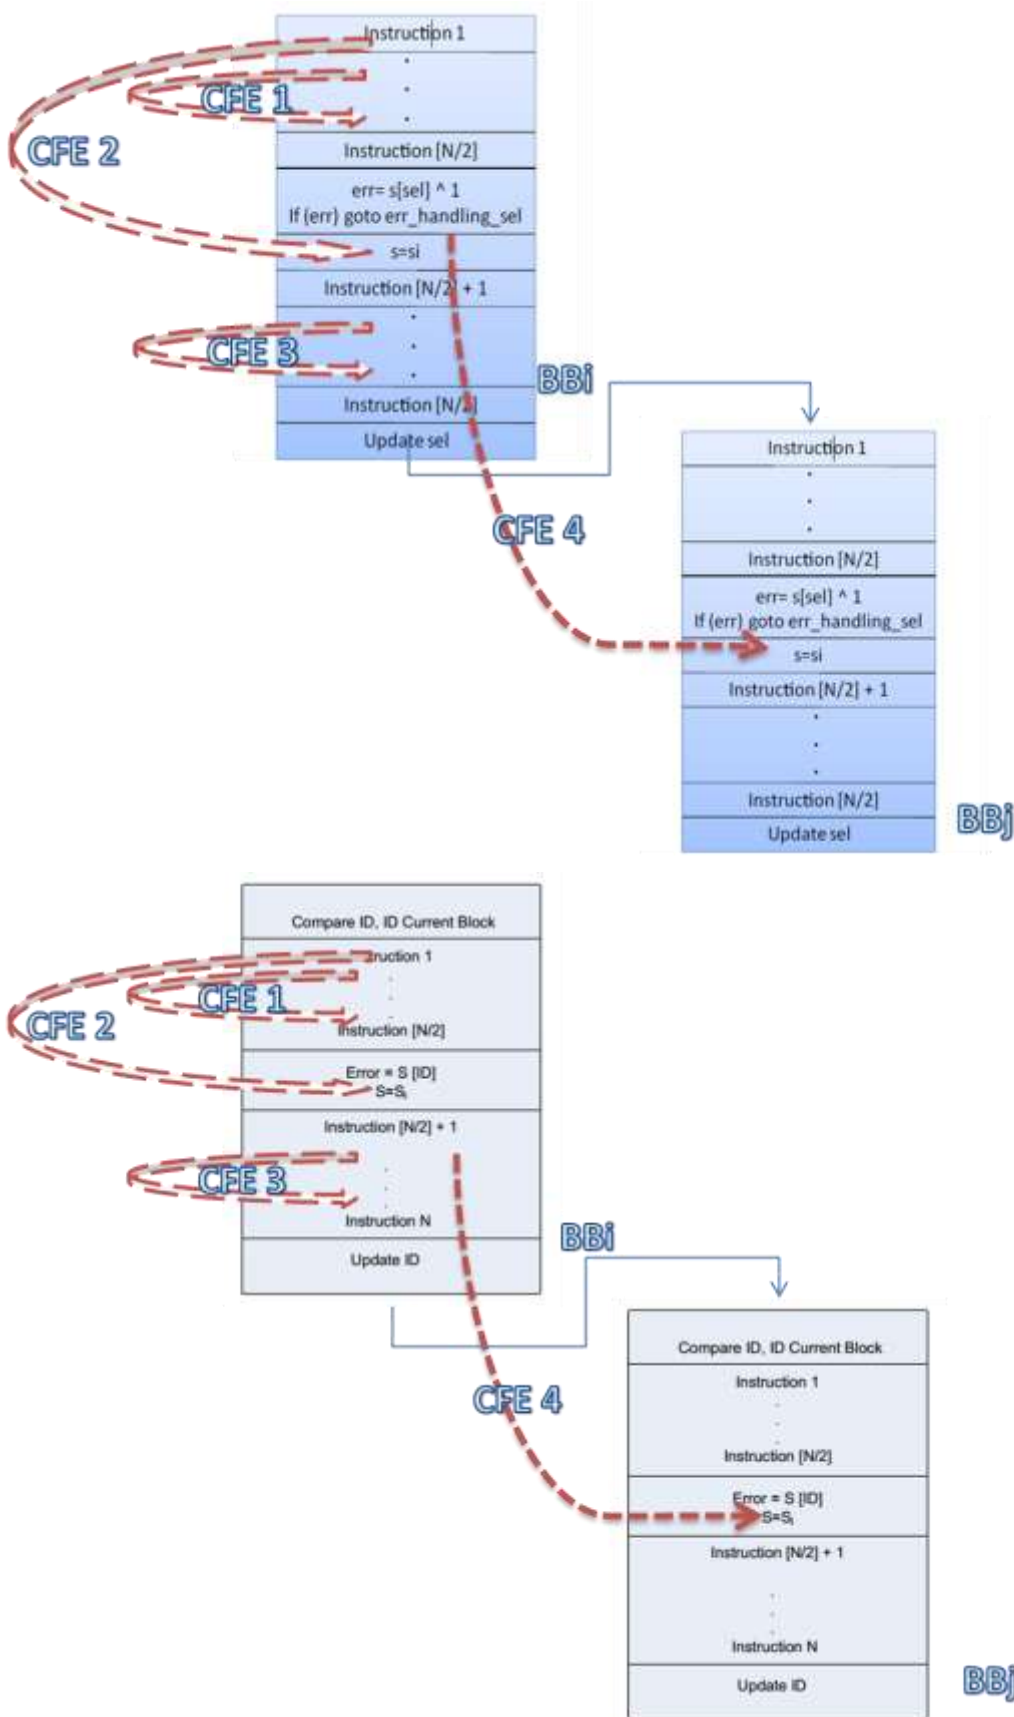 Instruction 1
.
.
.
CFE 1
CFE 2
Instruction [N/2]
err= s[sel] ^ 1
If (err) goto err_handling_sel
s=si
Instruction [N/2] + 1
.
.
.
CFE 3
BBi
Instruction [N/2]
Update sel
CFE 4
Instruction 1
.
.
.
Instruction [N/2]
err= s[sel] ^ 1
If (err) goto err_handling_sel
s=si
Instruction [N/2] + 1
.
.
.
Instruction [N/2]
Update sel
BBj
Compare ID, ID Current Block
truction 1
.
.
.
CFE 1
CFE 2
Instruction [N/2]
Error = S [ID]
S=Si
Instruction [N/2] + 1
.
.
.
.
CFE 3
Instruction N
BBi
Update ID
CFE 4
Compare ID, ID Current Block
Instruction 1
.
.
.
Instruction [N/2]
Error = S [ID]
S=Si
Instruction [N/2] + 1
.
.
.
Instruction N
Update ID
BBj